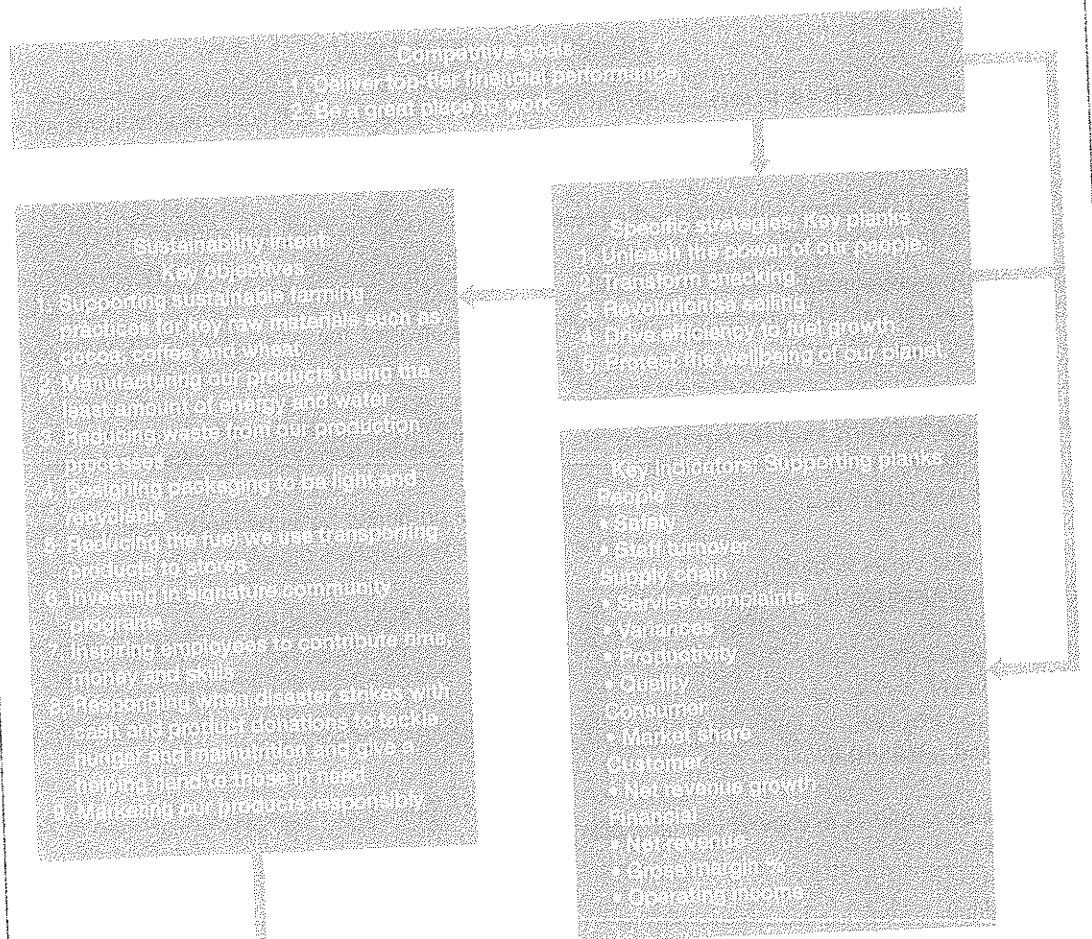 Competitive goals
1. Deliver top-tier financial performance
2. Be a great place to work
Sustainability intent:
Key objectives
1. Supporting sustainable farming
practices for key raw materials such as
cocoa, coffee and wheat
2. Manufacturing our products using the
least amount of energy and water
3. Reducing waste from our production
processes
4. Designing packaging to be light and
recyclable
5. Reducing the fuel we use transporting
products to stores
6. Investing in signature community
programs
7. Inspiring employees to contribute time,
money and skills
8. Responding when disaster strikes with
cash and product donations to tackle
hunger and malnutrition and give a
helping hand to those in need
9. Marketing our products responsibly
Specific strategies: Key planks
1. Unleash the power of our people
2. Transform snacking
3. Revolutionise selling
4. Drive efficiency to fuel growth
5. Protect the wellbeing of our planet
Key indicators: Supporting planks
People
• Safety
• Staff turnover
Supply chain
• Service complaints
• Variances
• Productivity
• Quality
Consumer
• Market share
Customer
• Net revenue growth
Financial
• Net revenue
• Gross margin %
• Operating income